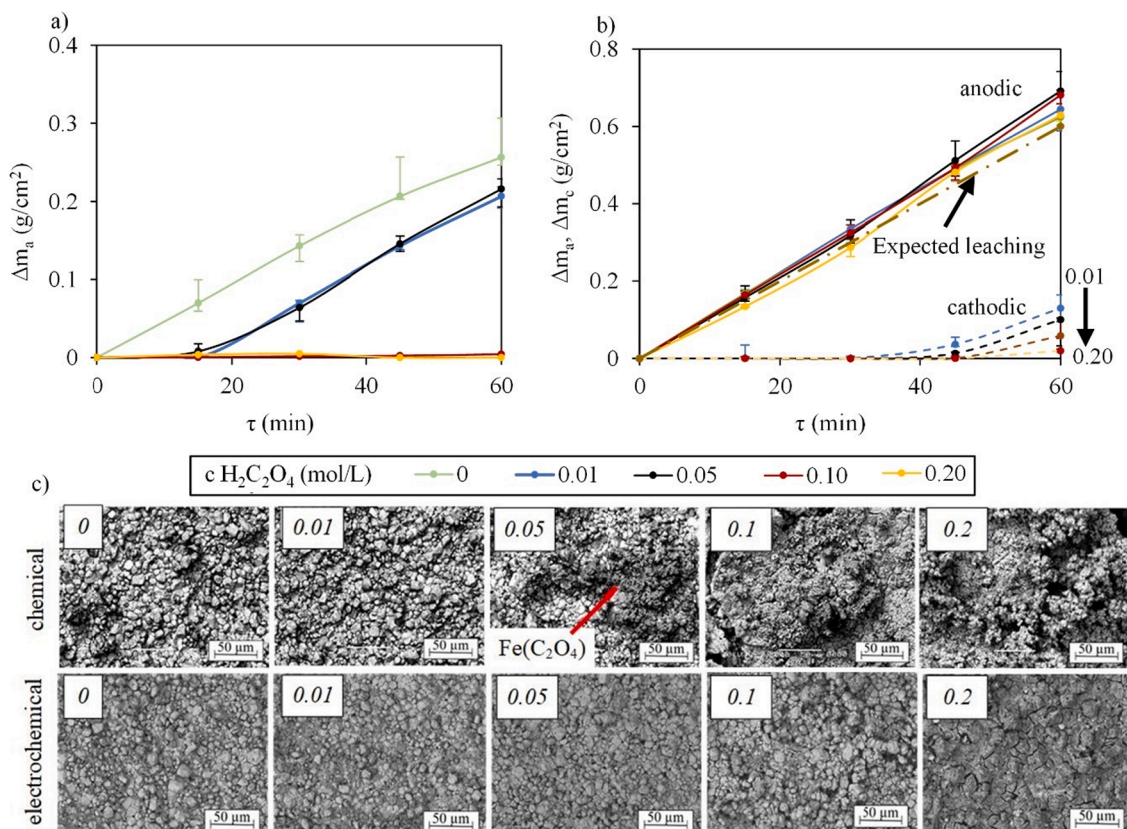 a)
0.4
0.3
0.2
0.1
0
0 20 40 60
Δmₐ (g/cm²)
τ (min)
b)
0.8
0.6
0.4
0.2
0
0 20 40 60
Δmₐ, Δm_c (g/cm²)
τ (min)
anodic
Expected leaching
cathodic
0.01
0.20
c H₂C₂O₄ (mol/L) 0 0.01 0.05 0.10 0.20
c)
chemical
0 0.01 0.05 0.1 0.2
Fe(C₂O₄)
50 µm 50 µm 50 µm 50 µm 50 µm
electrochemical
0 0.01 0.05 0.1 0.2
50 µm 50 µm 50 µm 50 µm 50 µm